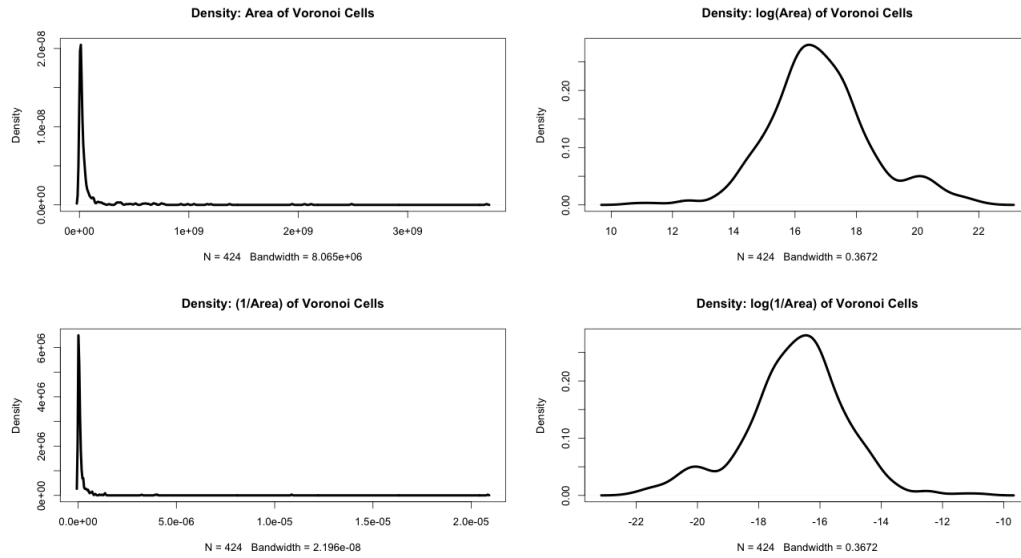 Density: Area of Voronoi Cells
Density
0.0e+00 1.0e-08 2.0e-08
0e+00 1e+09 2e+09 3e+09
N = 424 Bandwidth = 8.065e+06
Density: log(Area) of Voronoi Cells
Density
0.00 0.10 0.20
10 12 14 16 18 20 22
N = 424 Bandwidth = 0.3672
Density: (1/Area) of Voronoi Cells
Density
0e+00 2e+06 4e+06 6e+06
0.0e+00 5.0e-06 1.0e-05 1.5e-05 2.0e-05
N = 424 Bandwidth = 2.196e-08
Density: log(1/Area) of Voronoi Cells
Density
0.00 0.10 0.20
-22 -20 -18 -16 -14 -12 -10
N = 424 Bandwidth = 0.3672